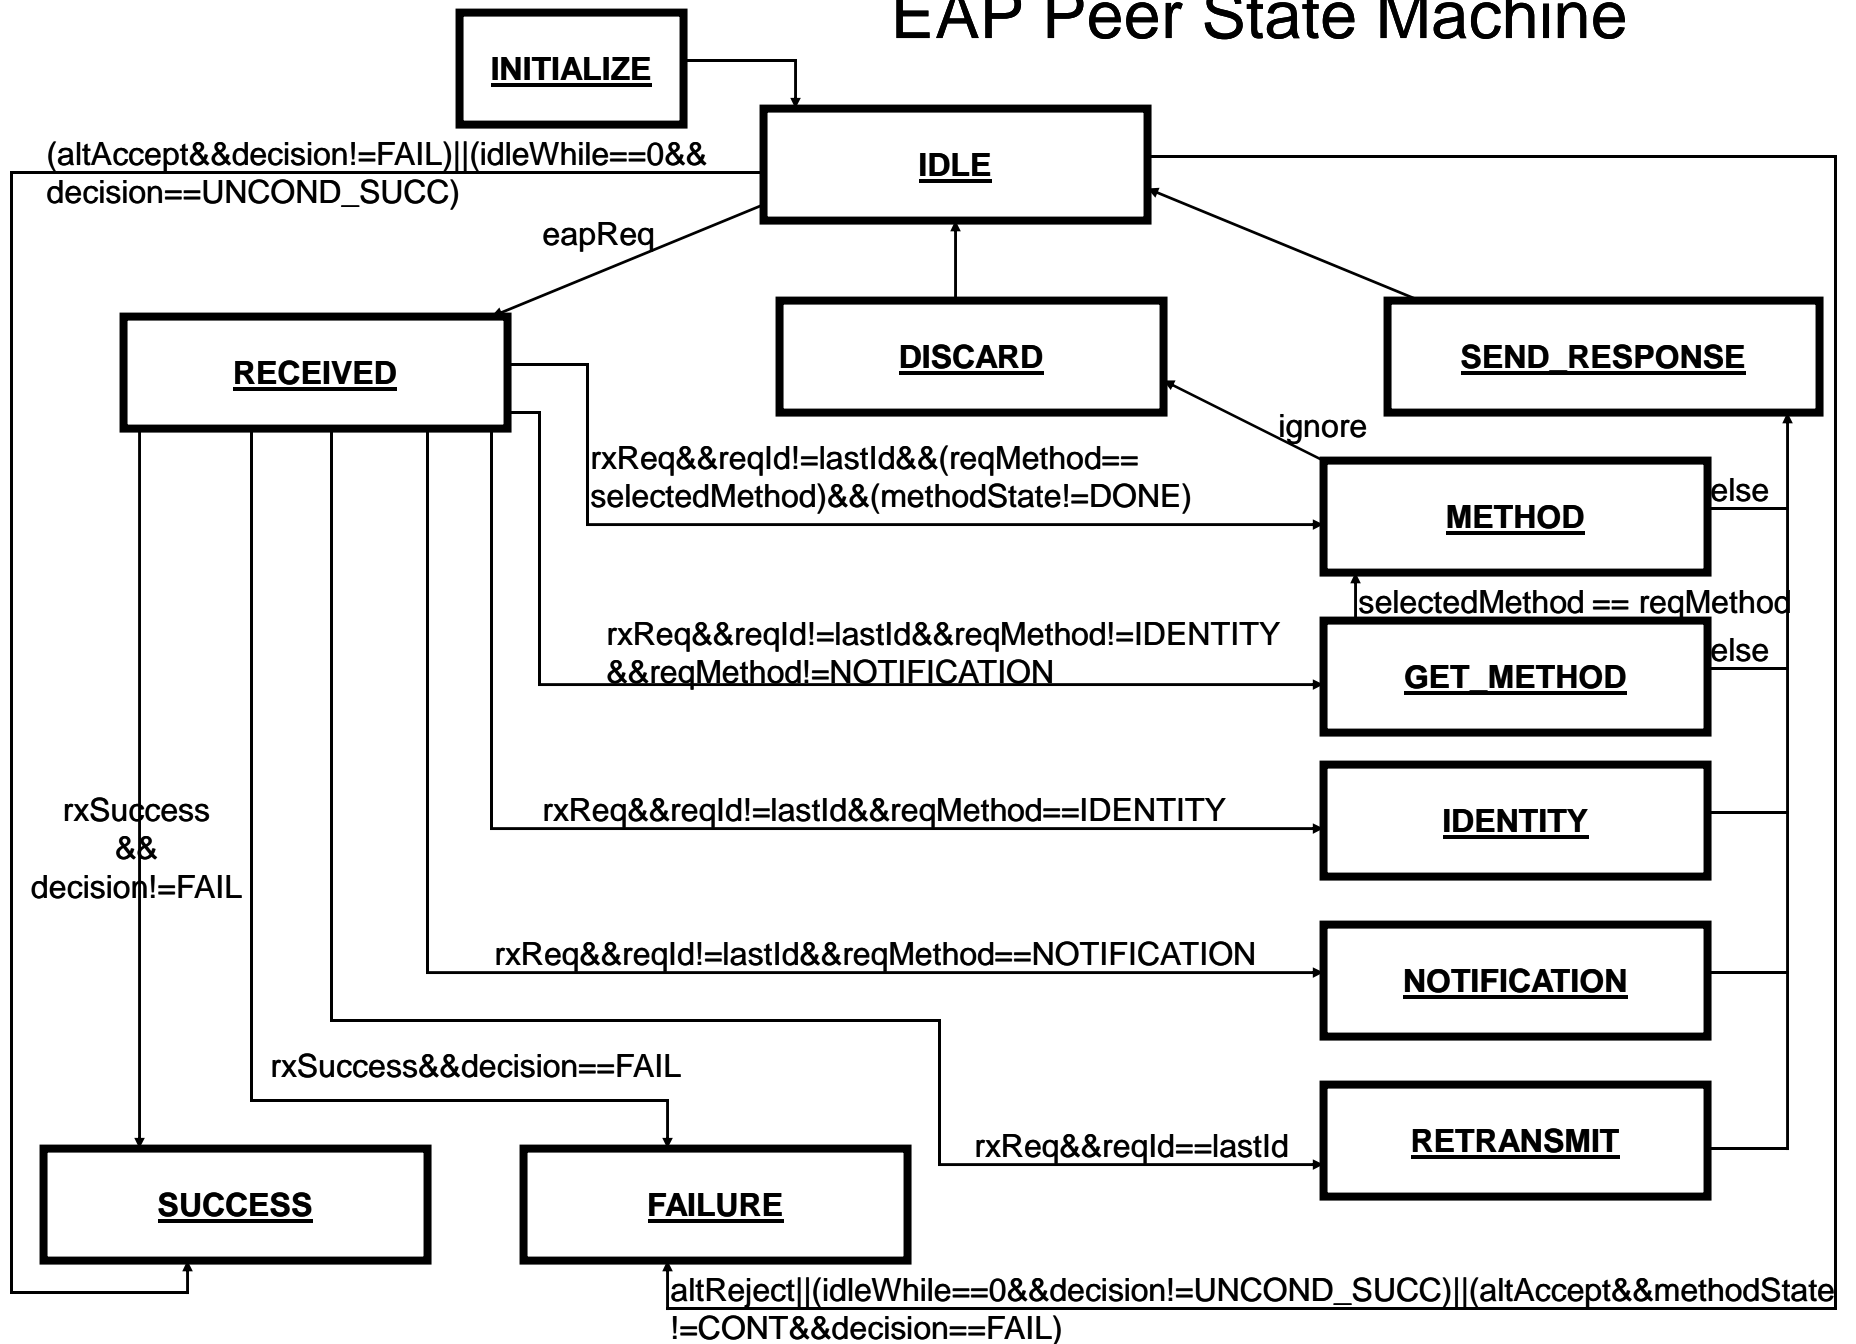 EAP Peer State Machine
INITIALIZE
(altAccept&&decision!=FAIL)||(idleWhile==0&&
decision==UNCOND_SUCC)
IDLE
eapReq
RECEIVED
DISCARD
SEND_RESPONSE
ignore
rxReq&&reqId!=lastId&&(reqMethod==
selectedMethod)&&(methodState!=DONE)
METHOD
else
selectedMethod == reqMethod
rxReq&&reqId!=lastId&&reqMethod!=IDENTITY
&&reqMethod!=NOTIFICATION
GET_METHOD
else
rxSuccess
&&
decision!=FAIL
rxReq&&reqId!=lastId&&reqMethod==IDENTITY
IDENTITY
rxReq&&reqId!=lastId&&reqMethod==NOTIFICATION
NOTIFICATION
rxSuccess&&decision==FAIL
rxReq&&reqId==lastId
RETRANSMIT
SUCCESS
FAILURE
altReject||(idleWhile==0&&decision!=UNCOND_SUCC)||(altAccept&&methodState
!=CONT&&decision==FAIL)